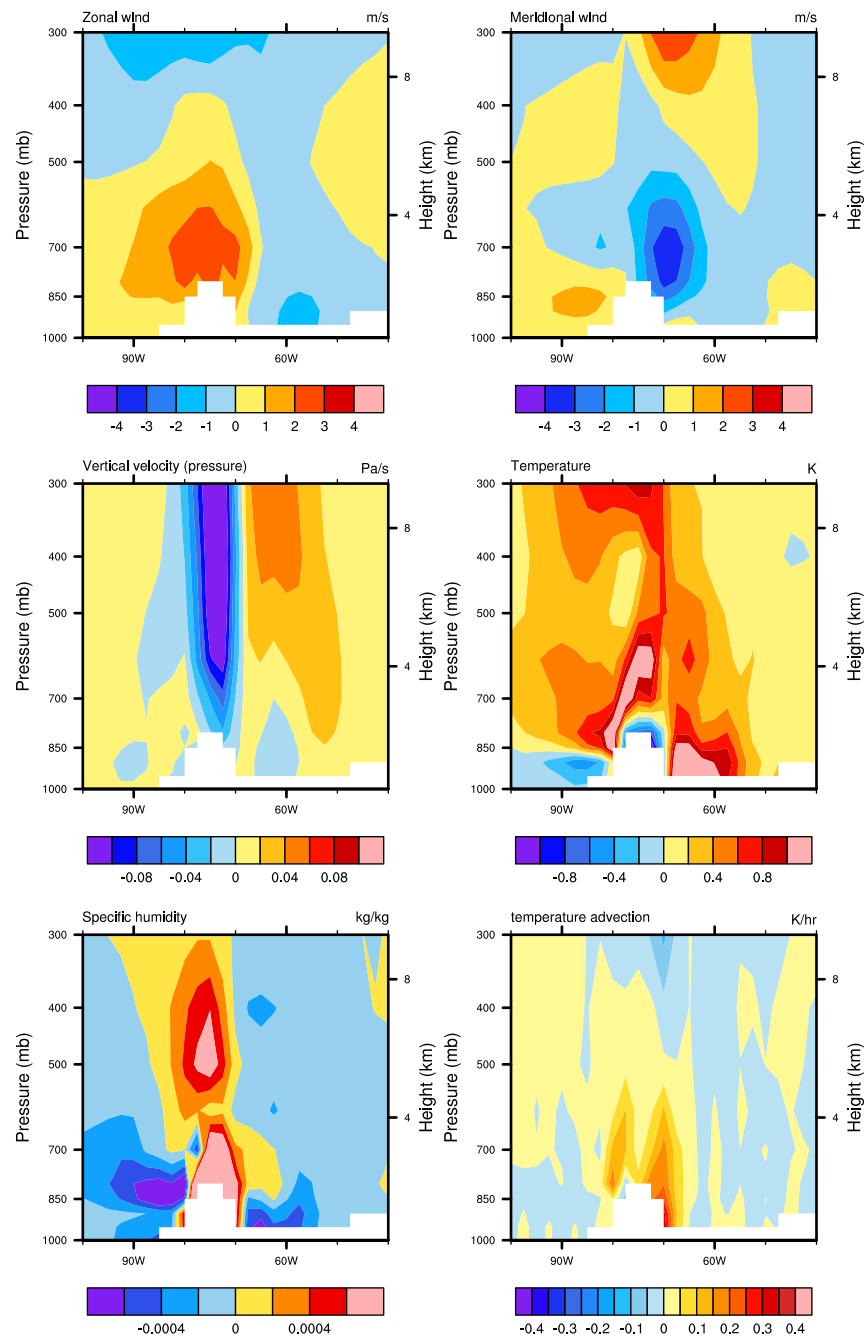 Zonal wind m/s
300
400
500
700
850
1000
Pressure (mb)
8
4
Height (km)
90W 60W
-4 -3 -2 -1 0 1 2 3 4
Meridional wind m/s
300
400
500
700
850
1000
Pressure (mb)
8
4
Height (km)
90W 60W
-4 -3 -2 -1 0 1 2 3 4
Vertical velocity (pressure) Pa/s
300
400
500
700
850
1000
Pressure (mb)
8
4
Height (km)
90W 60W
-0.08 -0.04 0 0.04 0.08
Temperature K
300
400
500
700
850
1000
Pressure (mb)
8
4
Height (km)
90W 60W
-0.8 -0.4 0 0.4 0.8
Specific humidity kg/kg
300
400
500
700
850
1000
Pressure (mb)
8
4
Height (km)
90W 60W
-0.0004 0 0.0004
temperature advection K/hr
300
400
500
700
850
1000
Pressure (mb)
8
4
Height (km)
90W 60W
-0.4 -0.3 -0.2 -0.1 0 0.1 0.2 0.3 0.4